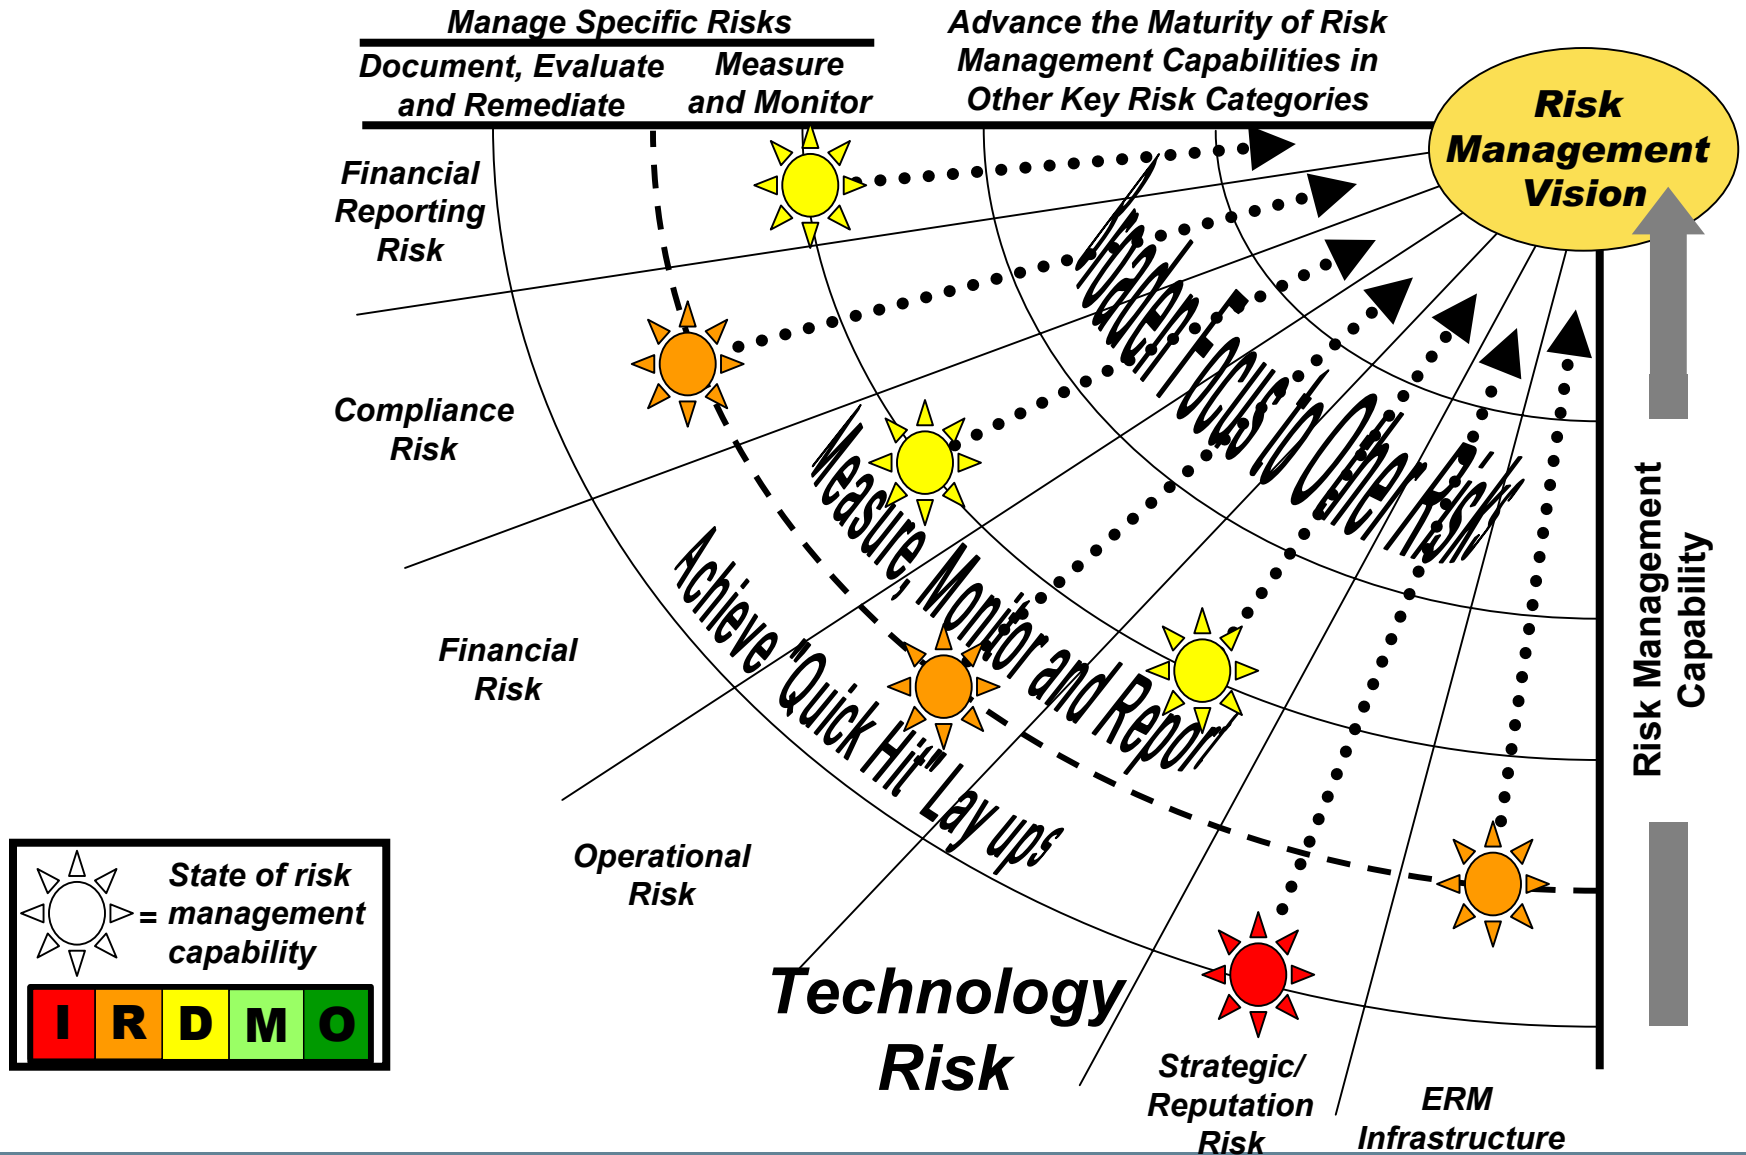 Manage Specific Risks
Document, Evaluate
and Remediate
Measure
and Monitor
Advance the Maturity of Risk
Management Capabilities in
Other Key Risk Categories
Risk
Management
Vision
Financial
Reporting
Risk
Compliance
Risk
Financial
Risk
Operational
Risk
Technology
Risk
Strategic/
Reputation
Risk
ERM
Infrastructure
Broaden Focus to Other Risk
Measure, Monitor and Report
Achieve "Quick Hit" Lay ups
Risk Management
Capability
= State of risk
management
capability
I R D M O